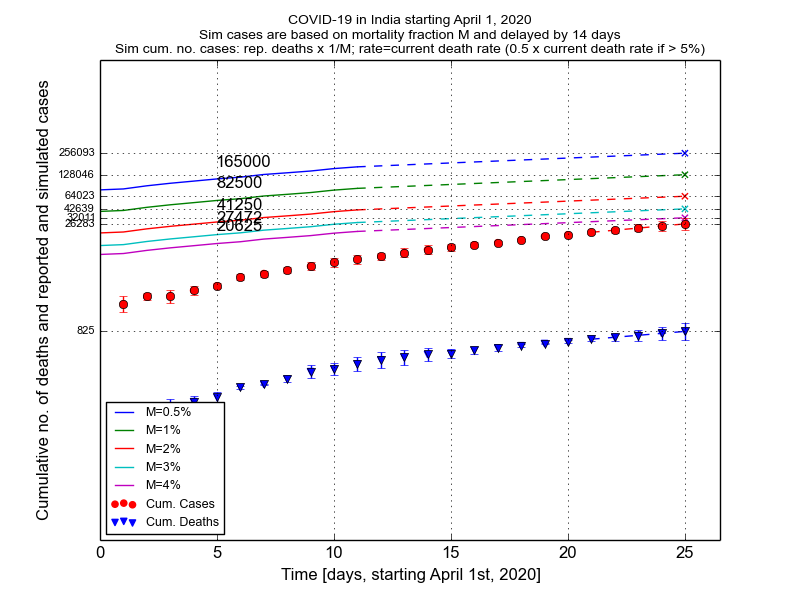 COVID-19 in India starting April 1, 2020
Sim cases are based on mortality fraction M and delayed by 14 days
Sim cum. no. cases: rep. deaths x 1/M; rate=current death rate (0.5 x current death rate if > 5%)
Cumulative no. of deaths and reported and simulated cases
256093
128046
64023
42639
32011
26283
825
165000
82500
41250
27472
20625
M=0.5%
M=1%
M=2%
M=3%
M=4%
Cum. Cases
Cum. Deaths
0 5 10 15 20 25
Time [days, starting April 1st, 2020]